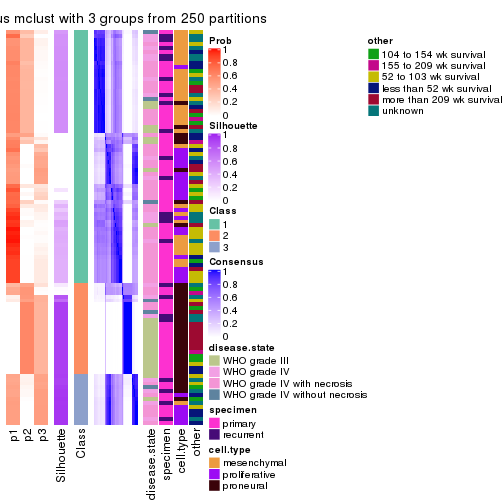 us mclust with 3 groups from 250 partitions
Prob
1
0.8
0.6
0.4
0.2
0
Silhouette
1
0.8
0.6
0.4
0.2
0
Class
1
2
3
Consensus
1
0.8
0.6
0.4
0.2
0
disease.state
WHO grade III
WHO grade IV
WHO grade IV with necrosis
WHO grade IV without necrosis
specimen
primary
recurrent
cell.type
mesenchymal
proliferative
proneural
other
104 to 154 wk survival
155 to 209 wk survival
52 to 103 wk survival
less than 52 wk survival
more than 209 wk survival
unknown
p1
p2
p3
Silhouette
Class
disease.state
specimen
cell.type
other